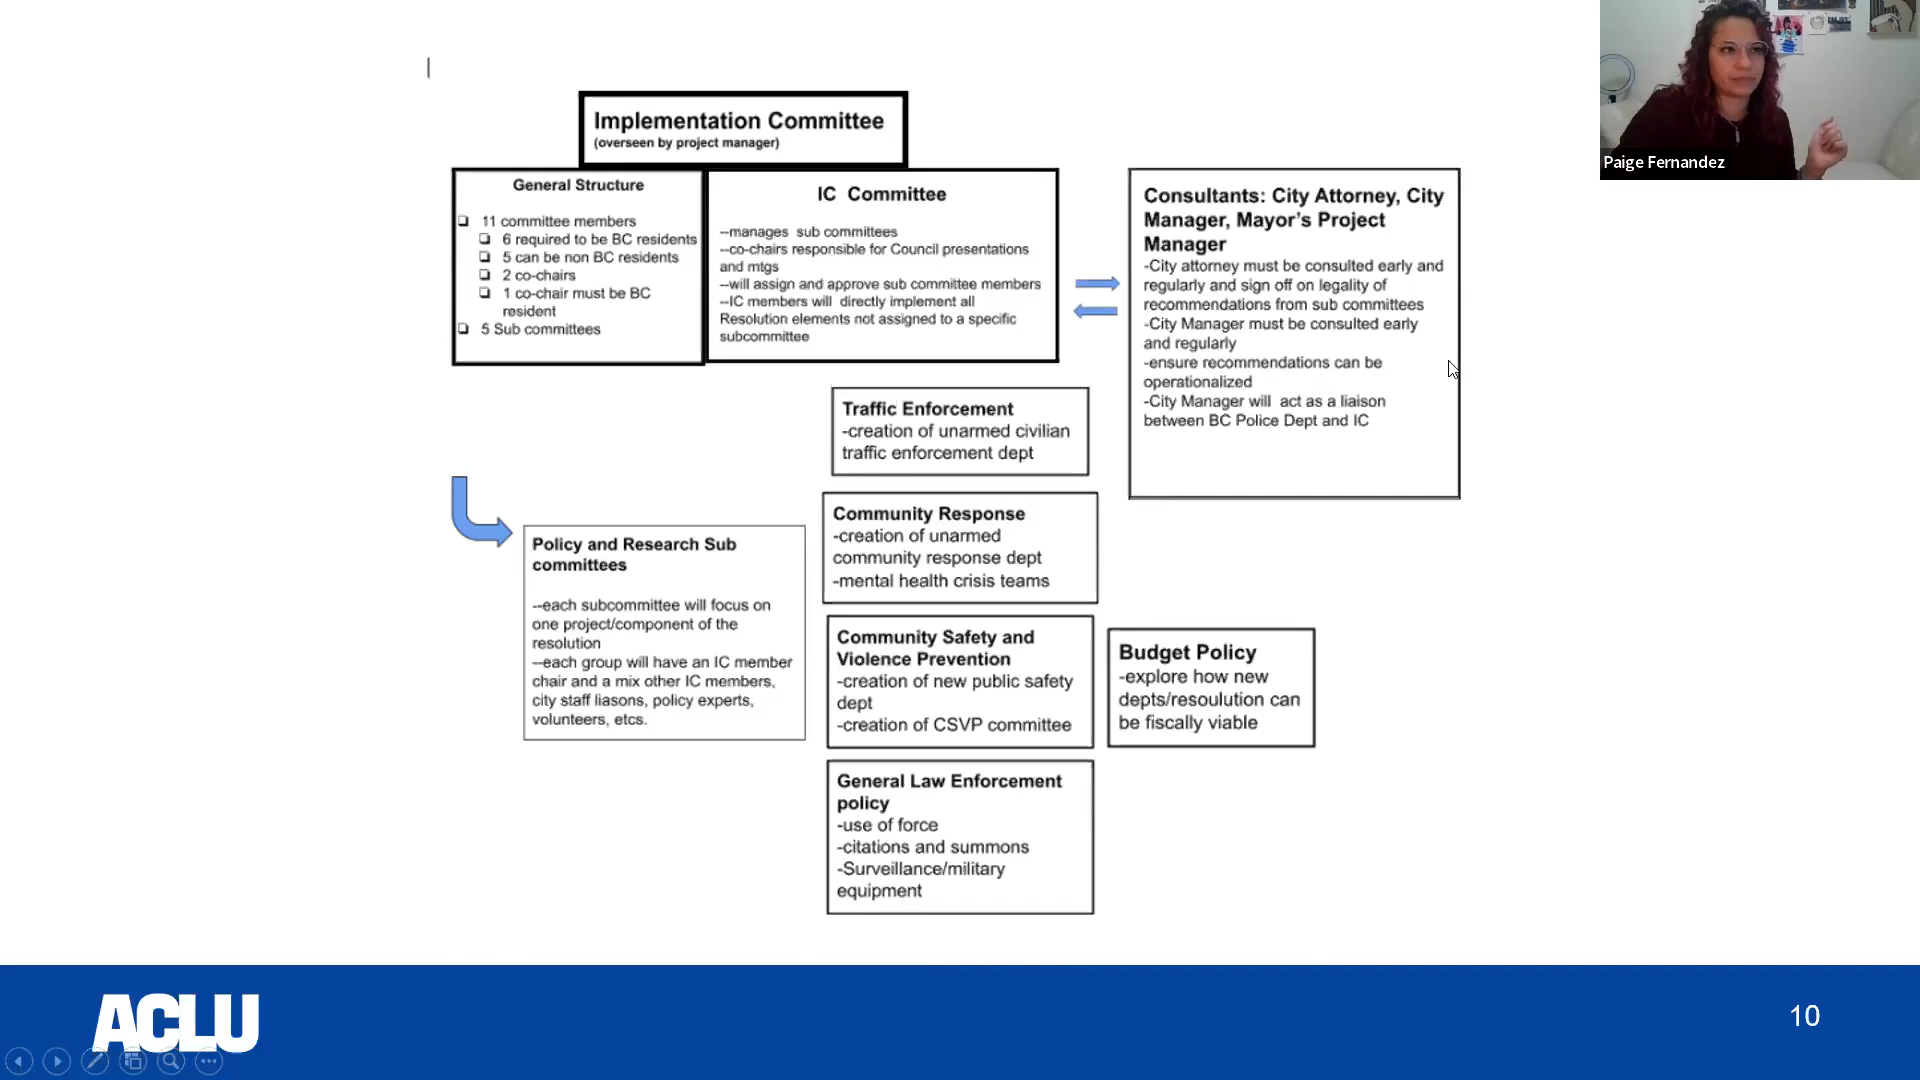 Implementation Committee
(overseen by project manager)
General Structure
11 committee members
6 required to be BC residents
5 can be non BC residents
2 co-chairs
1 co-chair must be BC
resident
5 Sub committees
IC Committee
--manages sub committees
--co-chairs responsible for Council presentations
and mtgs
--will assign and approve sub committee members
--IC members will directly implement all
Resolution elements not assigned to a specific
subcommittee
Consultants: City Attorney, City
Manager, Mayor's Project
Manager
-City attorney must be consulted early and
regularly and sign off on legality of
recommendations from sub committees
-City Manager must be consulted early
and regularly
-ensure recommendations can be
operationalized
-City Manager will act as a liaison
between BC Police Dept and IC
Policy and Research Sub
committees
--each subcommittee will focus on
one project/component of the
resolution
--each group will have an IC member
chair and a mix other IC members,
city staff liasons, policy experts,
volunteers, etcs.
Traffic Enforcement
-creation of unarmed civilian
traffic enforcement dept
Community Response
-creation of unarmed
community response dept
-mental health crisis teams
Community Safety and
Violence Prevention
-creation of new public safety
dept
-creation of CSVP committee
Budget Policy
-explore how new
depts/resoulution can
be fiscally viable
General Law Enforcement
policy
-use of force
-citations and summons
-Surveillance/military
equipment
Paige Fernandez
ACLU
10